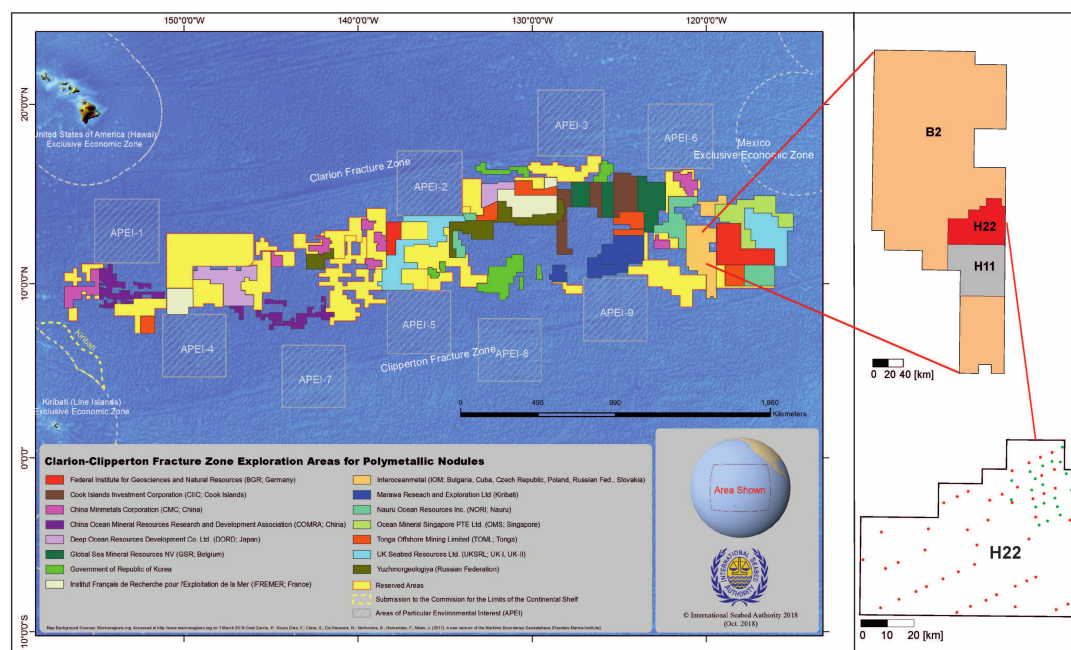 150°0'0"W 140°0'0"W 130°0'0"W 120°0'0"W
20°0'0"N
10°0'0"N
0°0'0"
10°0'0"S
United States of America (Hawai)
Exclusive Economic Zone
Mexico
Exclusive Economic Zone
Clarion Fracture Zone
APEI-3
APEI-6
APEI-2
APEI-1
APEI-4
APEI-7
APEI-5
APEI-8
APEI-9
Clipperton Fracture Zone
Kiribati
Kiribati (Line Islands)
Exclusive Economic Zone
0 495 990 1,980
Kilometers
Clarion-Clipperton Fracture Zone Exploration Areas for Polymetallic Nodules
Federal Institute for Geosciences and Natural Resources (BGR; Germany)
Cook Islands Investment Corporation (CIIC; Cook Islands)
China Minmetals Corporation (CMC; China)
China Ocean Mineral Resources Research and Development Association (COMRA; China)
Deep Ocean Resources Development Co. Ltd. (DORD; Japan)
Global Sea Mineral Resources NV (GSR; Belgium)
Government of Republic of Korea
Institut Français de Recherche pour l'Exploitation de la Mer (IFREMER; France)
Interoceanmetal (IOM; Bulgaria, Cuba, Czech Republic, Poland, Russian Fed., Slovakia)
Marawa Reseach and Exploration Ltd (Kiribati)
Nauru Ocean Resources Inc. (NORI; Nauru)
Ocean Mineral Singapore PTE Ltd. (OMS; Singapore)
Tonga Offshore Mining Limited (TOML; Tonga)
UK Seabed Resources Ltd. (UKSRL; UK-I, UK-II)
Yuzhmorgeologiya (Russian Federation)
Reserved Areas
Submission to the Commision for the Limits of the Continental Shelf
Areas of Particular Environmental Interest (APEI)
Area Shown
INTERNATIONAL SEABED AUTHORITY
© International Seabed Authority 2018
(Oct. 2018)
B2
H22
H11
0 20 40 [km]
H22
0 10 20 [km]